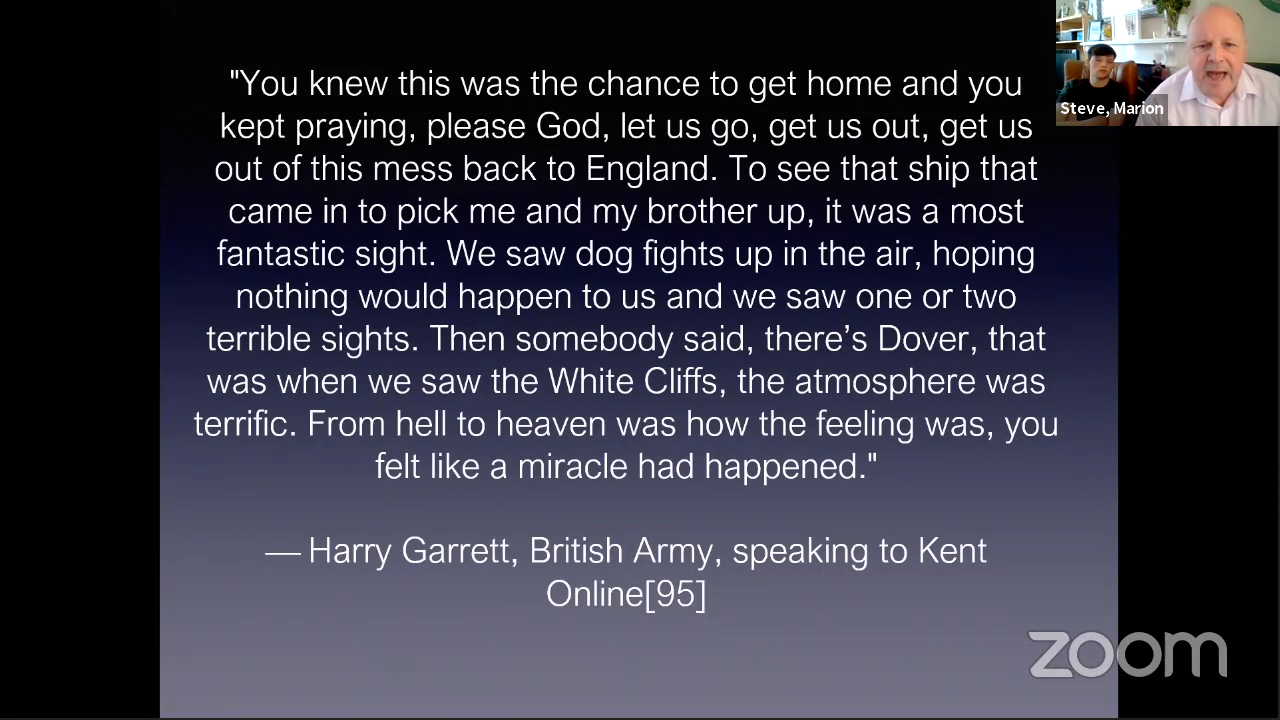 "You knew this was the chance to get home and you
kept praying, please God, let us go, get us out, get us
out of this mess back to England. To see that ship that
came in to pick me and my brother up, it was a most
fantastic sight. We saw dog fights up in the air, hoping
nothing would happen to us and we saw one or two
terrible sights. Then somebody said, there’s Dover, that
was when we saw the White Cliffs, the atmosphere was
terrific. From hell to heaven was how the feeling was, you
felt like a miracle had happened."
— Harry Garrett, British Army, speaking to Kent
Online[95]
Steve, Marion
zoom